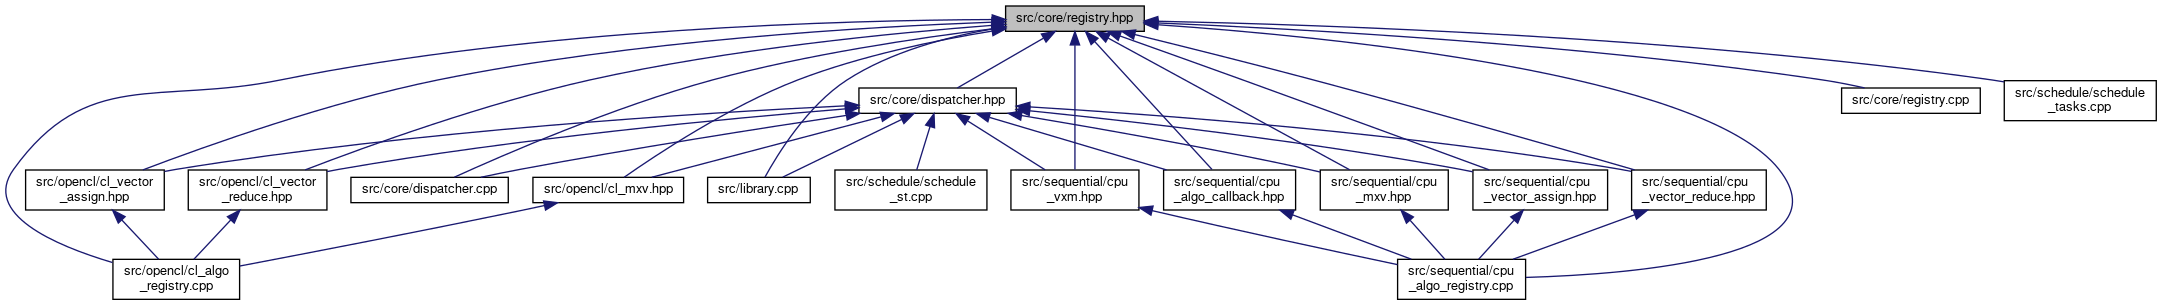 src/core/registry.hpp
src/core/dispatcher.hpp
src/core/registry.cpp
src/schedule/schedule
_tasks.cpp
src/opencl/cl_vector
_assign.hpp
src/opencl/cl_vector
_reduce.hpp
src/core/dispatcher.cpp
src/opencl/cl_mxv.hpp
src/library.cpp
src/schedule/schedule
_st.cpp
src/sequential/cpu
_vxm.hpp
src/sequential/cpu
_algo_callback.hpp
src/sequential/cpu
_mxv.hpp
src/sequential/cpu
_vector_assign.hpp
src/sequential/cpu
_vector_reduce.hpp
src/opencl/cl_algo
_registry.cpp
src/sequential/cpu
_algo_registry.cpp